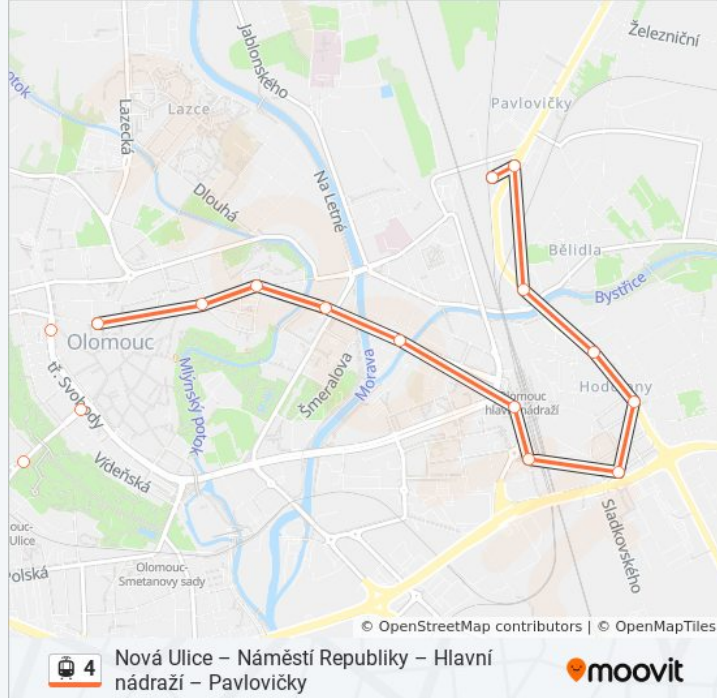 Železniční
Jablonského
potok
Pavlovičky
Lazecká
Lazce
Dlouhá
Na Letné
Bělidla
Bystřice
Olomouc
tř. Svobody
Mlýnský potok
Šmeralova
Morava
Hodolany
Olomouc
hlavní nádraží
Vídeňská
Sladkovského
ouc-
Ulice
Polská
Olomouc-
Smetanovy sady
© OpenStreetMap contributors | © OpenMapTiles
4 Nová Ulice – Náměstí Republiky – Hlavní
nádraží – Pavlovičky
moovit